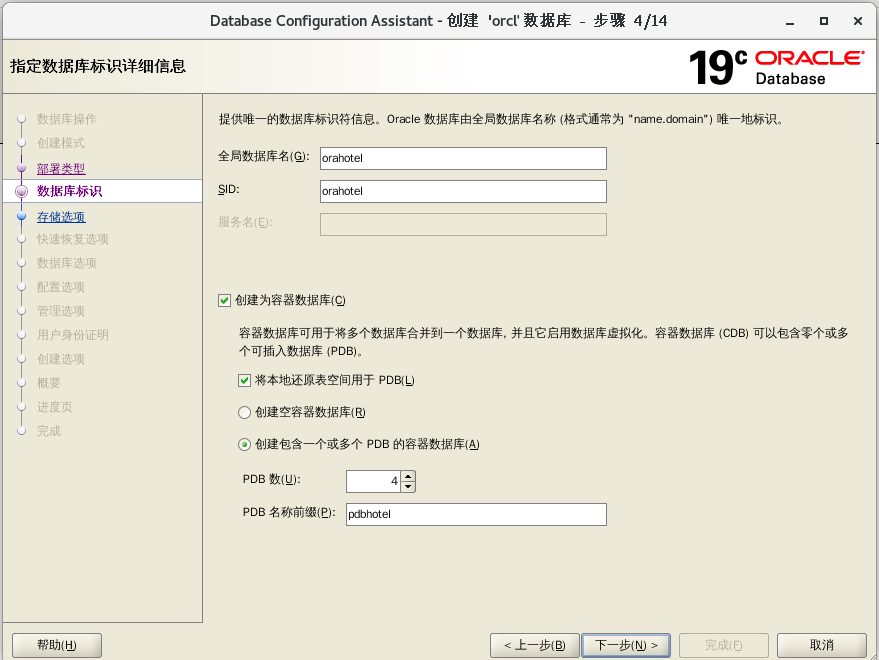 Database Configuration Assistant - 创建 'orcl' 数据库 - 步骤 4/14
指定数据库标识详细信息
19c ORACLE Database
数据库操作
创建模式
部署类型
数据库标识
存储选项
快速恢复选项
数据库选项
配置选项
管理选项
用户身份证明
创建选项
概要
进度页
完成
提供唯一的数据库标识符信息。Oracle 数据库由全局数据库名称 (格式通常为 "name.domain") 唯一地标识。
全局数据库名(G): orahotel
SID: orahotel
服务名(E):
创建为容器数据库(C)
容器数据库可用于将多个数据库合并到一个数据库, 并且它启用数据库虚拟化。容器数据库 (CDB) 可以包含零个或多
个可插入数据库 (PDB)。
将本地还原表空间用于 PDB(L)
创建空容器数据库(R)
创建包含一个或多个 PDB 的容器数据库(A)
PDB 数(U): 4
PDB 名称前缀(P): pdbhotel
帮助(H) < 上一步(B) 下一步(N) > 完成(F) 取消